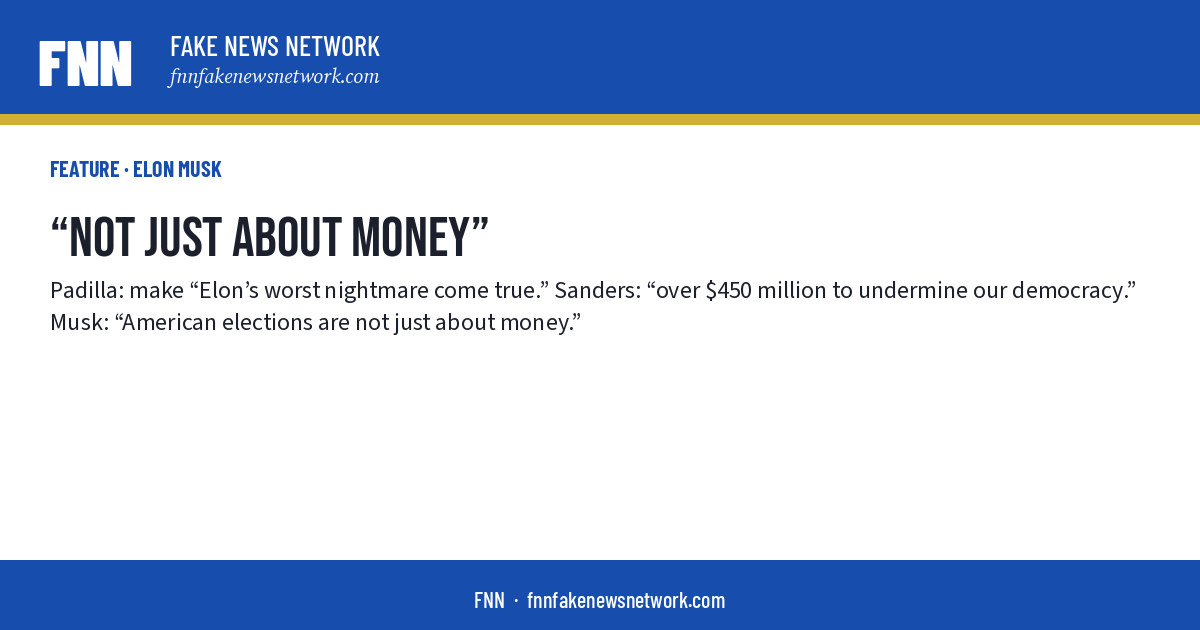 FNN
FAKE NEWS NETWORK
fnnfakenewsnetwork.com
FEATURE · ELON MUSK
“NOT JUST ABOUT MONEY”
Padilla: make “Elon’s worst nightmare come true.” Sanders: “over $450 million to undermine our democracy.”
Musk: “American elections are not just about money.”
FNN · fnnfakenewsnetwork.com